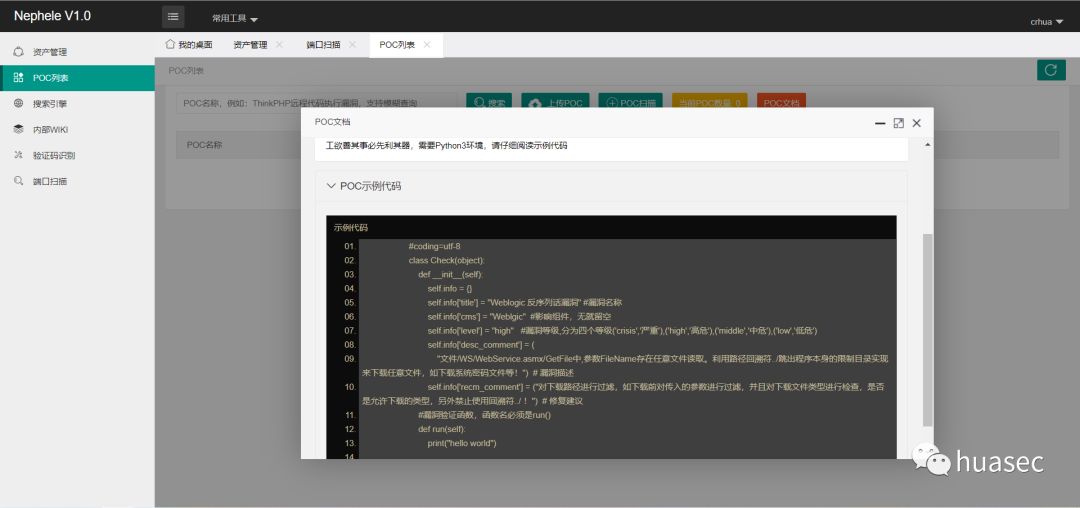 Nephele V1.0
常用工具
crhua
资产管理
POC列表
搜索引擎
内部WIKI
验证码识别
端口扫描
我的桌面 资产管理 端口扫描 POC列表
POC列表
POC名称，例如：ThinkPHP远程代码执行漏洞，支持模糊查询 搜索 上传POC POC扫描 当前POC数量 0 POC文档
POC名称
POC文档
工欲善其事必先利其器，需要Python3环境，请仔细阅读示例代码
POC示例代码
示例代码
01. #coding=utf-8
02. class Check(object):
03. def __init__(self):
04. self.info = {}
05. self.info['title'] = "Weblogic 反序列话漏洞" #漏洞名称
06. self.info['cms'] = "Weblgic" #影响组件，无就留空
07. self.info['level'] = "high" #漏洞等级,分为四个等级('crisis','严重'),('high','高危'),('middle','中危'),('low','低危')
08. self.info['desc_comment'] = (
09. "文件/WS/WebService.asmx/GetFile中,参数FileName存在任意文件读取。利用路径回溯符../跳出程序本身的限制目录实现
来下载任意文件，如下载系统密码文件等！") # 漏洞描述
10. self.info['recm_comment'] = ("对下载路径进行过滤，如下载前对传入的参数进行过滤，并且对下载文件类型进行检查，是否
是允许下载的类型，另外禁止使用回溯符../！") # 修复建议
11. #漏洞验证函数，函数名必须是run()
12. def run(self):
13. print("hello world")
14.
huasec